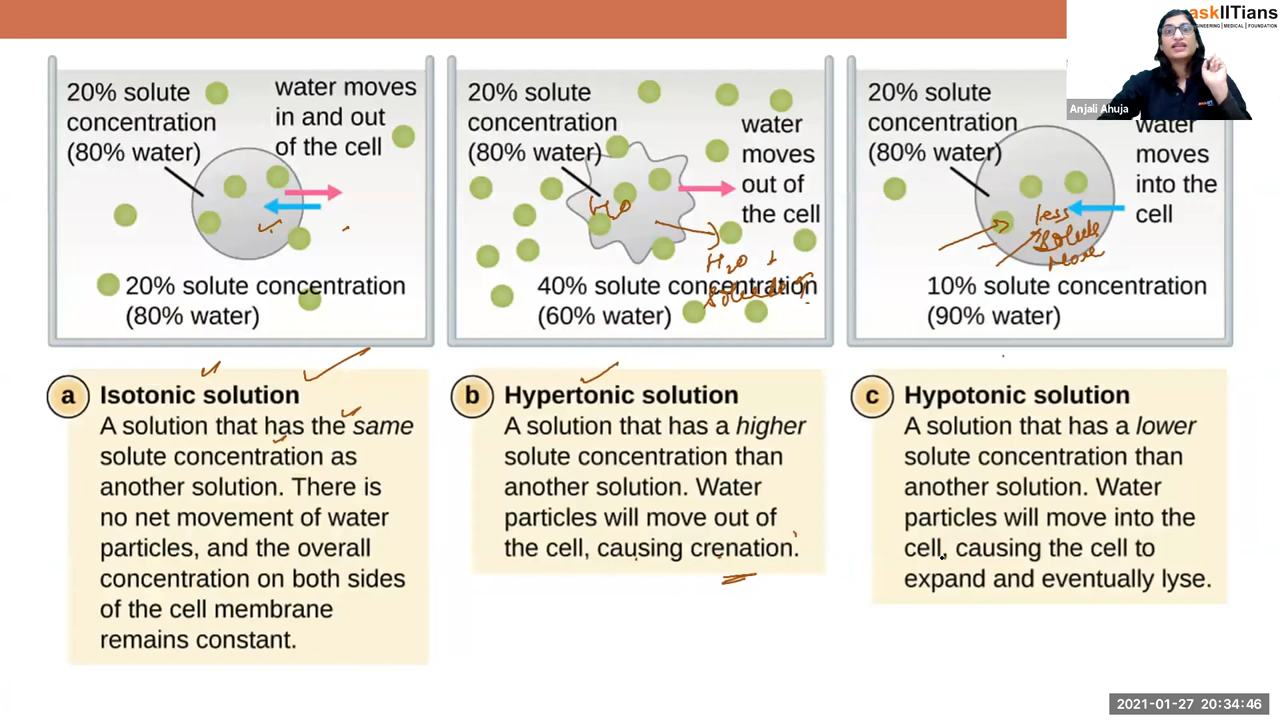 askIITians
ENGINEERING | MEDICAL | FOUNDATION
Anjali Ahuja
20% solute
concentration
(80% water)
water moves
in and out
of the cell
20% solute concentration
(80% water)
20% solute
concentration
(80% water)
water
moves
out of
the cell
H₂O
H₂O
40% solute concentration
(60% water)
20% solute
concentration
(80% water)
water
moves
into the
cell
less
solute
More
10% solute concentration
(90% water)
a Isotonic solution
A solution that has the same
solute concentration as
another solution. There is
no net movement of water
particles, and the overall
concentration on both sides
of the cell membrane
remains constant.
b Hypertonic solution
A solution that has a higher
solute concentration than
another solution. Water
particles will move out of
the cell, causing crenation.
c Hypotonic solution
A solution that has a lower
solute concentration than
another solution. Water
particles will move into the
cell, causing the cell to
expand and eventually lyse.
2021-01-27 20:34:46